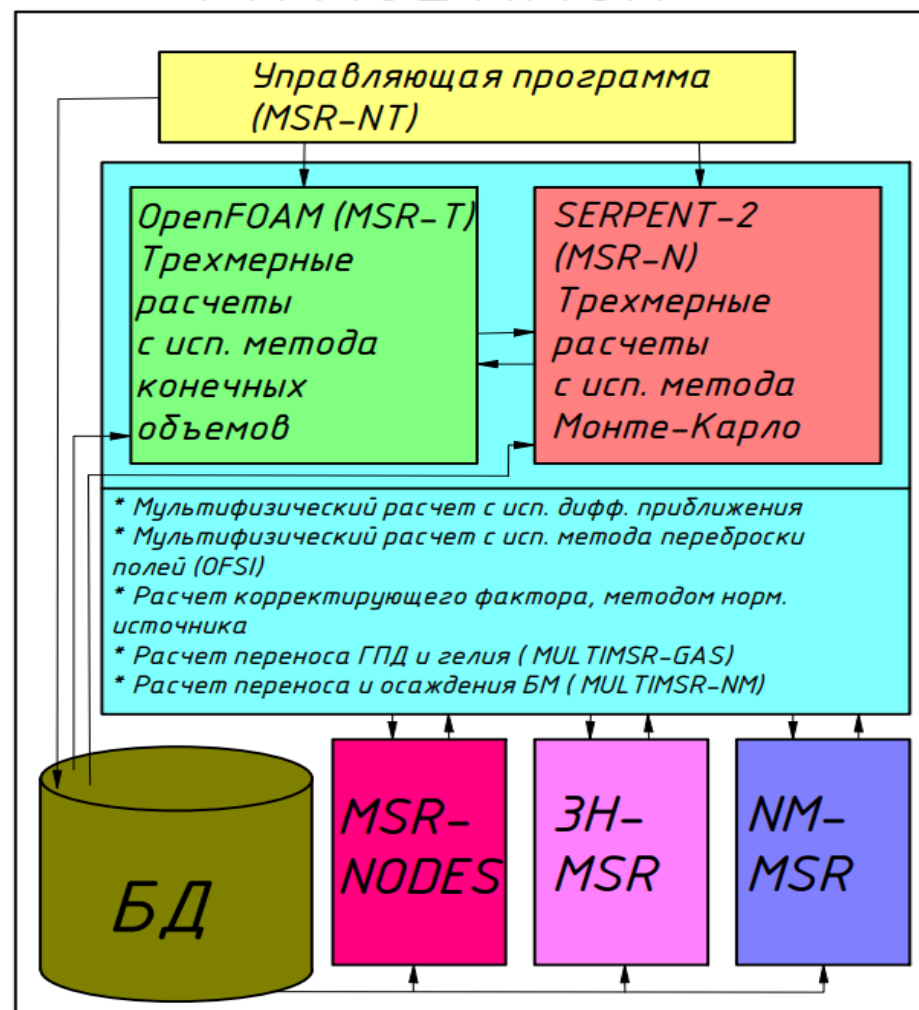 Управляющая программа
(MSR-NT)
OpenFOAM (MSR-T)
Трехмерные
расчеты
с исп. метода
конечных
объемов
SERPENT-2
(MSR-N)
Трехмерные
расчеты
с исп. метода
Монте-Карло
* Мультифизический расчет с исп. дифф. приближения
* Мультифизический расчет с исп. метода переброски
полей (OFSI)
* Расчет корректирующего фактора, методом норм.
источника
* Расчет переноса ГПД и гелия ( MULTIMSR-GAS)
* Расчет переноса и осаждения БМ ( MULTIMSR-NM)
БД
MSR-
NODES
3H-
MSR
NM-
MSR